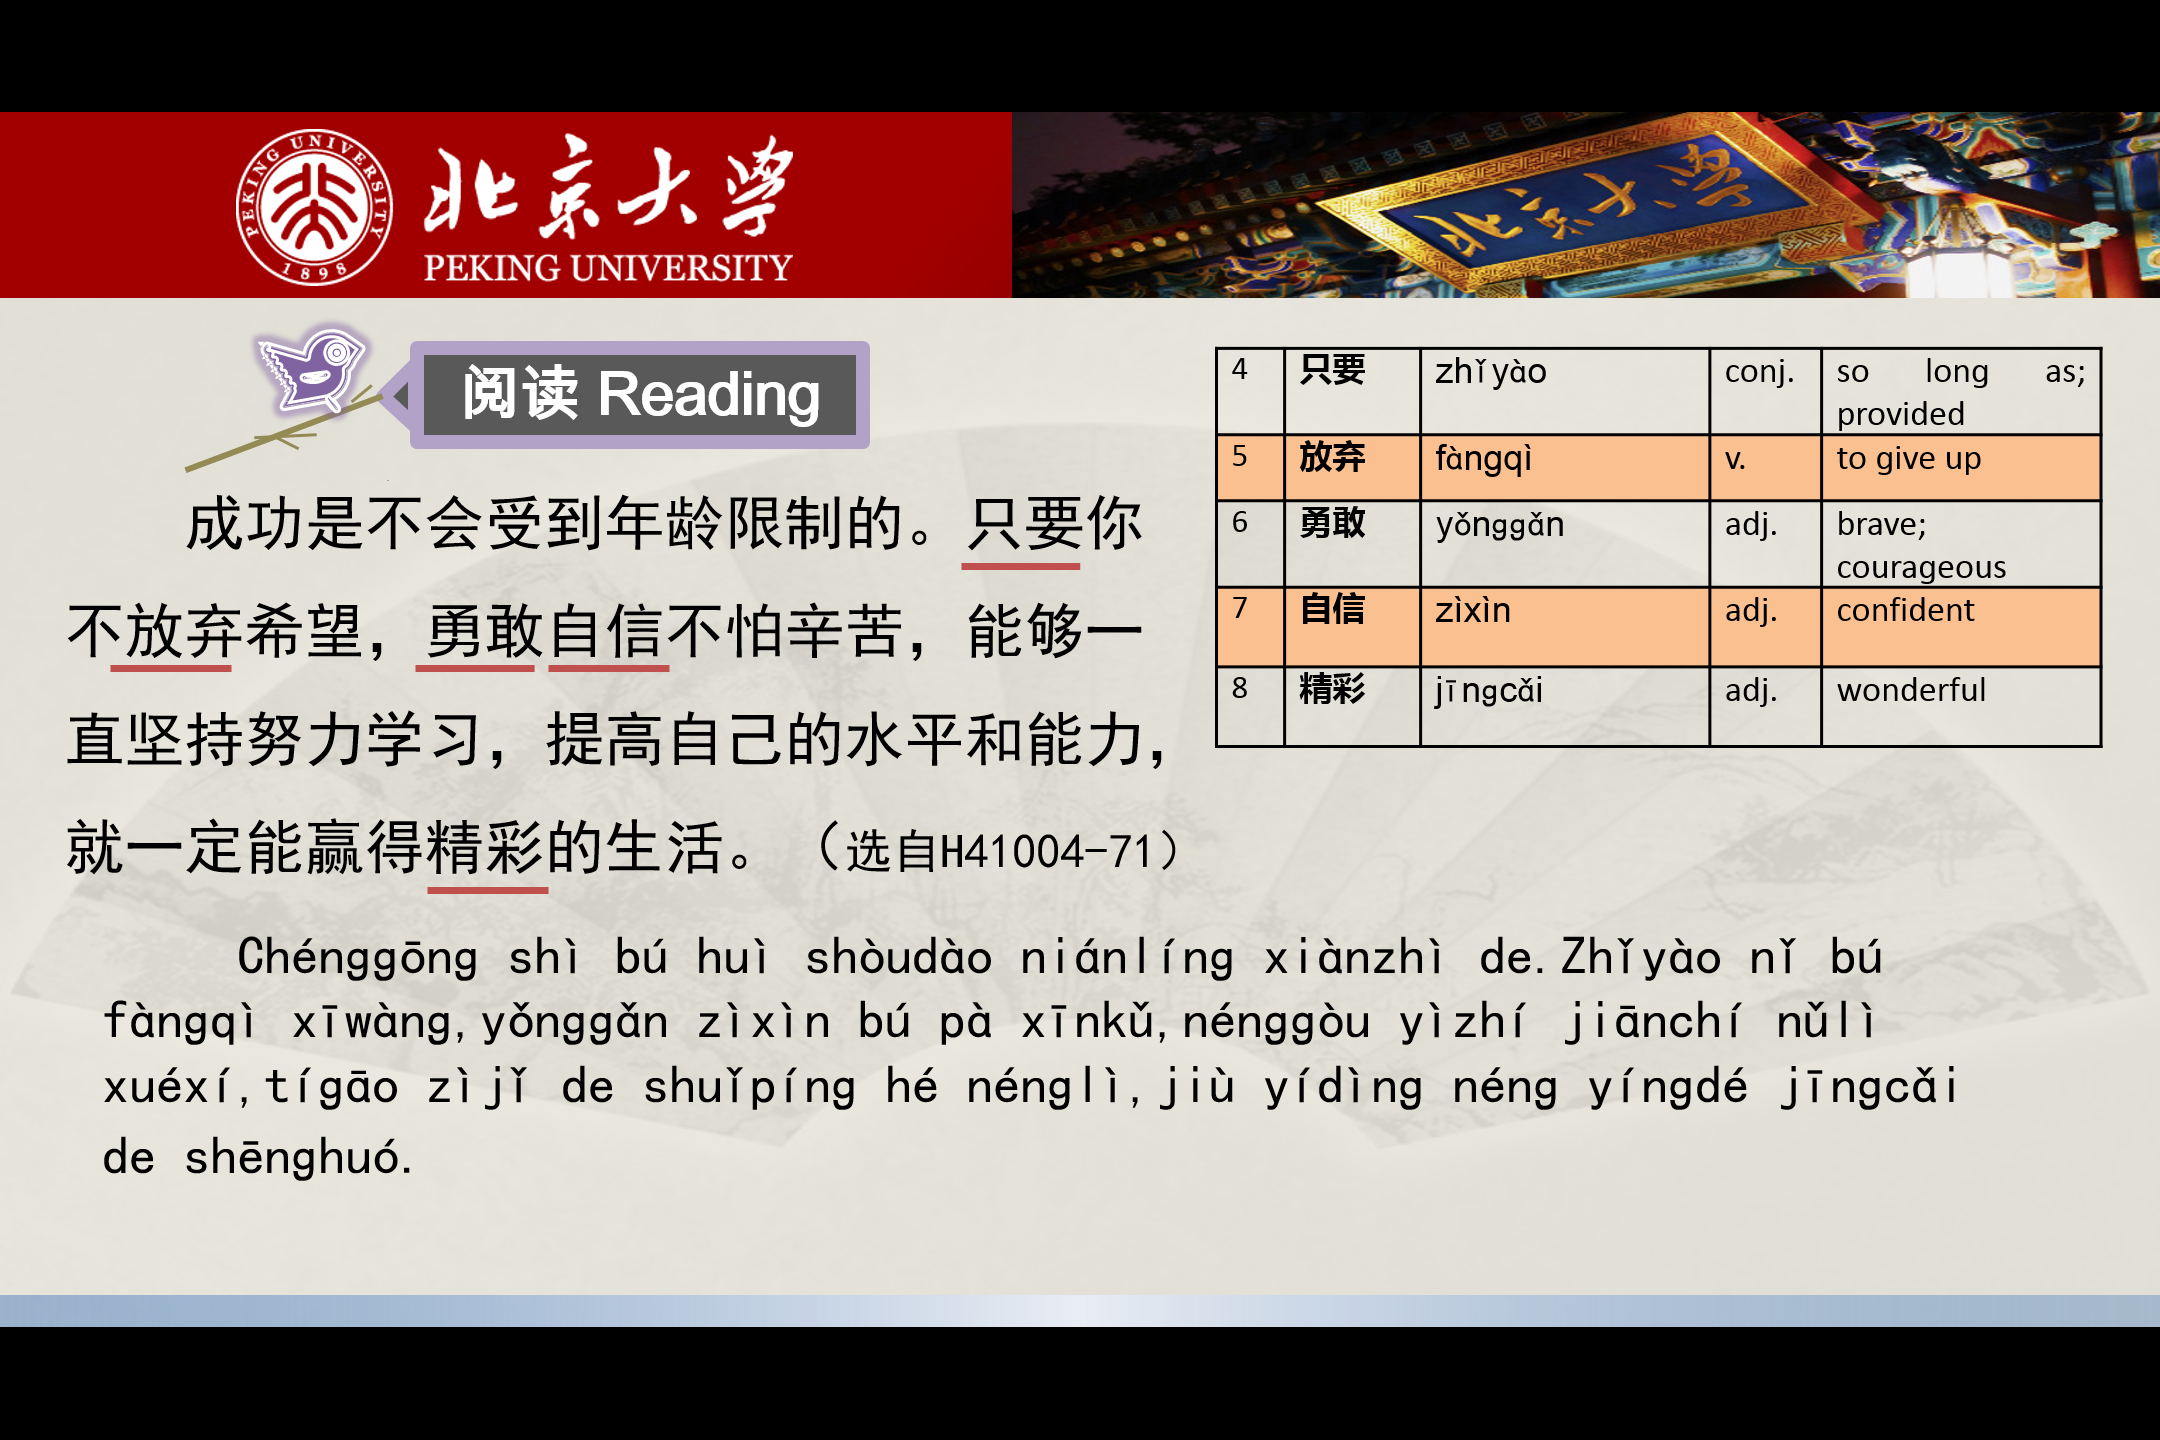 PEKING UNIVERSITY
1898
北京大学
PEKING UNIVERSITY
北京大学
阅读 Reading
成功是不会受到年龄限制的。只要你
不放弃希望，勇敢自信不怕辛苦，能够一
直坚持努力学习，提高自己的水平和能力，
就一定能赢得精彩的生活。（选自H41004-71）
4 只要 zhǐyào conj. so long as;
provided
5 放弃 fàngqì v. to give up
6 勇敢 yǒnggǎn adj. brave;
courageous
7 自信 zìxìn adj. confident
8 精彩 jīngcǎi adj. wonderful
Chénggōng shì bú huì shòudào niánlíng xiànzhì de. Zhǐyào nǐ bú
fàngqì xīwàng, yǒnggǎn zìxìn bú pà xīnkǔ, nénggòu yìzhí jiānchí nǔlì
xuéxí, tígāo zìjǐ de shuǐpíng hé nénglì, jiù yídìng néng yíngdé jīngcǎi
de shēnghuó.